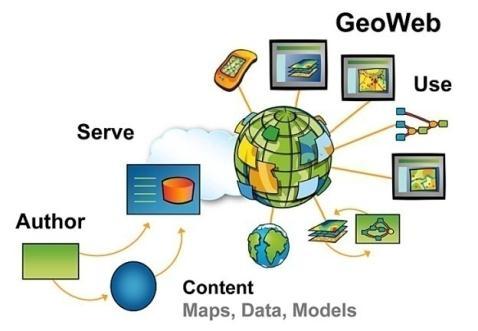 GeoWeb
Use
Serve
Author
Content
Maps, Data, Models